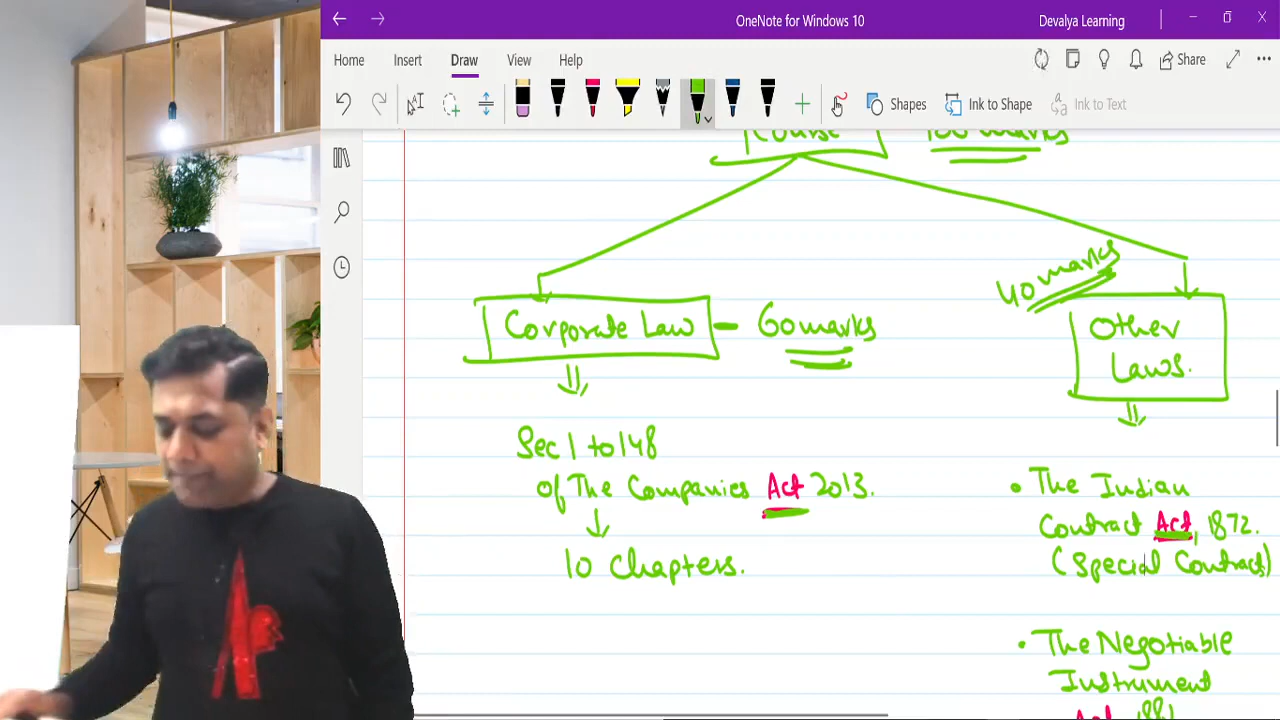 OneNote for Windows 10
Devalya Learning
Home Insert Draw View Help
Share
Shapes
Ink to Shape
Ink to Text
Course 100 marks
40 marks
Corporate Law - 60 marks
Other
Laws.
Sec 1 to 148
of The Companies Act 2013.
10 Chapters.
• The Indian
Contract Act, 1872.
(Special Contract)
• The Negotiable
Instrument
Act, 1881